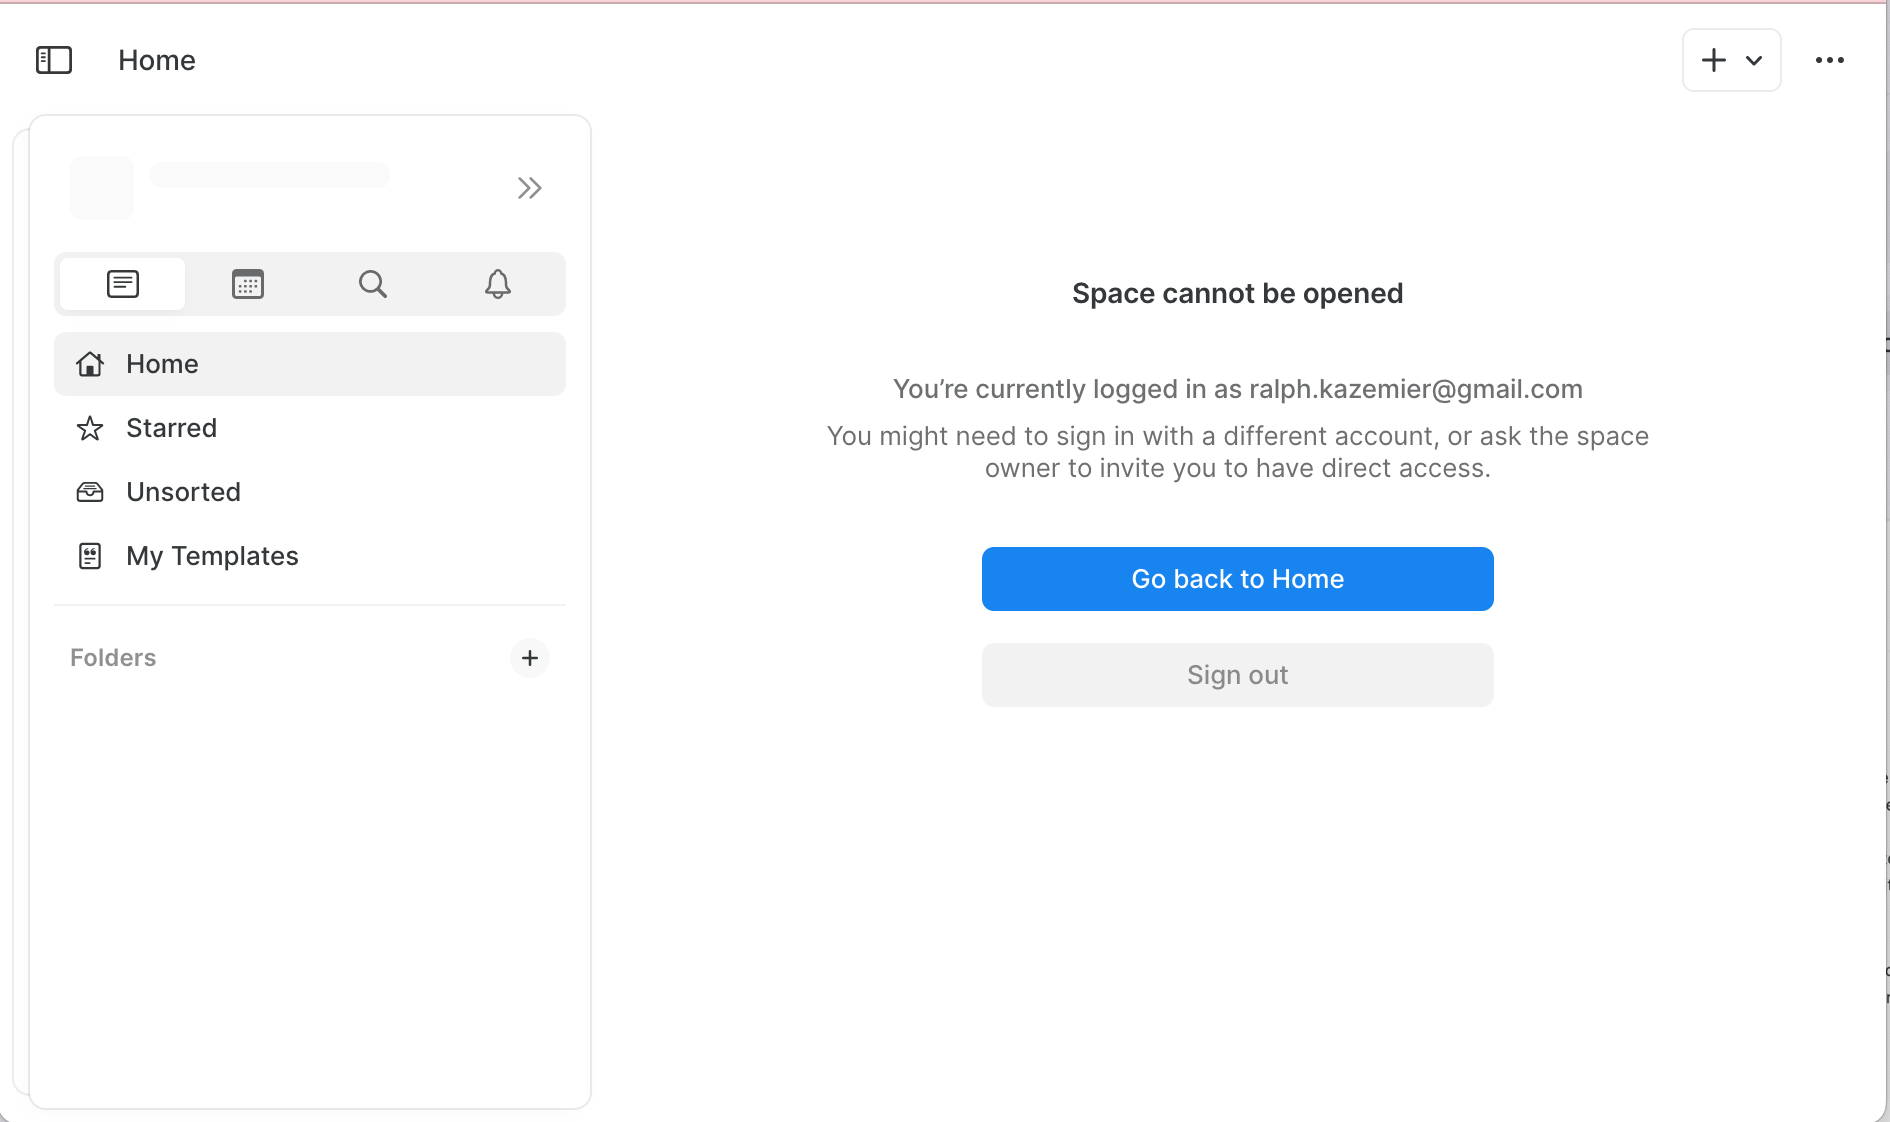 Home
Home
Starred
Unsorted
My Templates
Folders
Space cannot be opened
You’re currently logged in as ralph.kazemier@gmail.com
You might need to sign in with a different account, or ask the space
owner to invite you to have direct access.
Go back to Home
Sign out